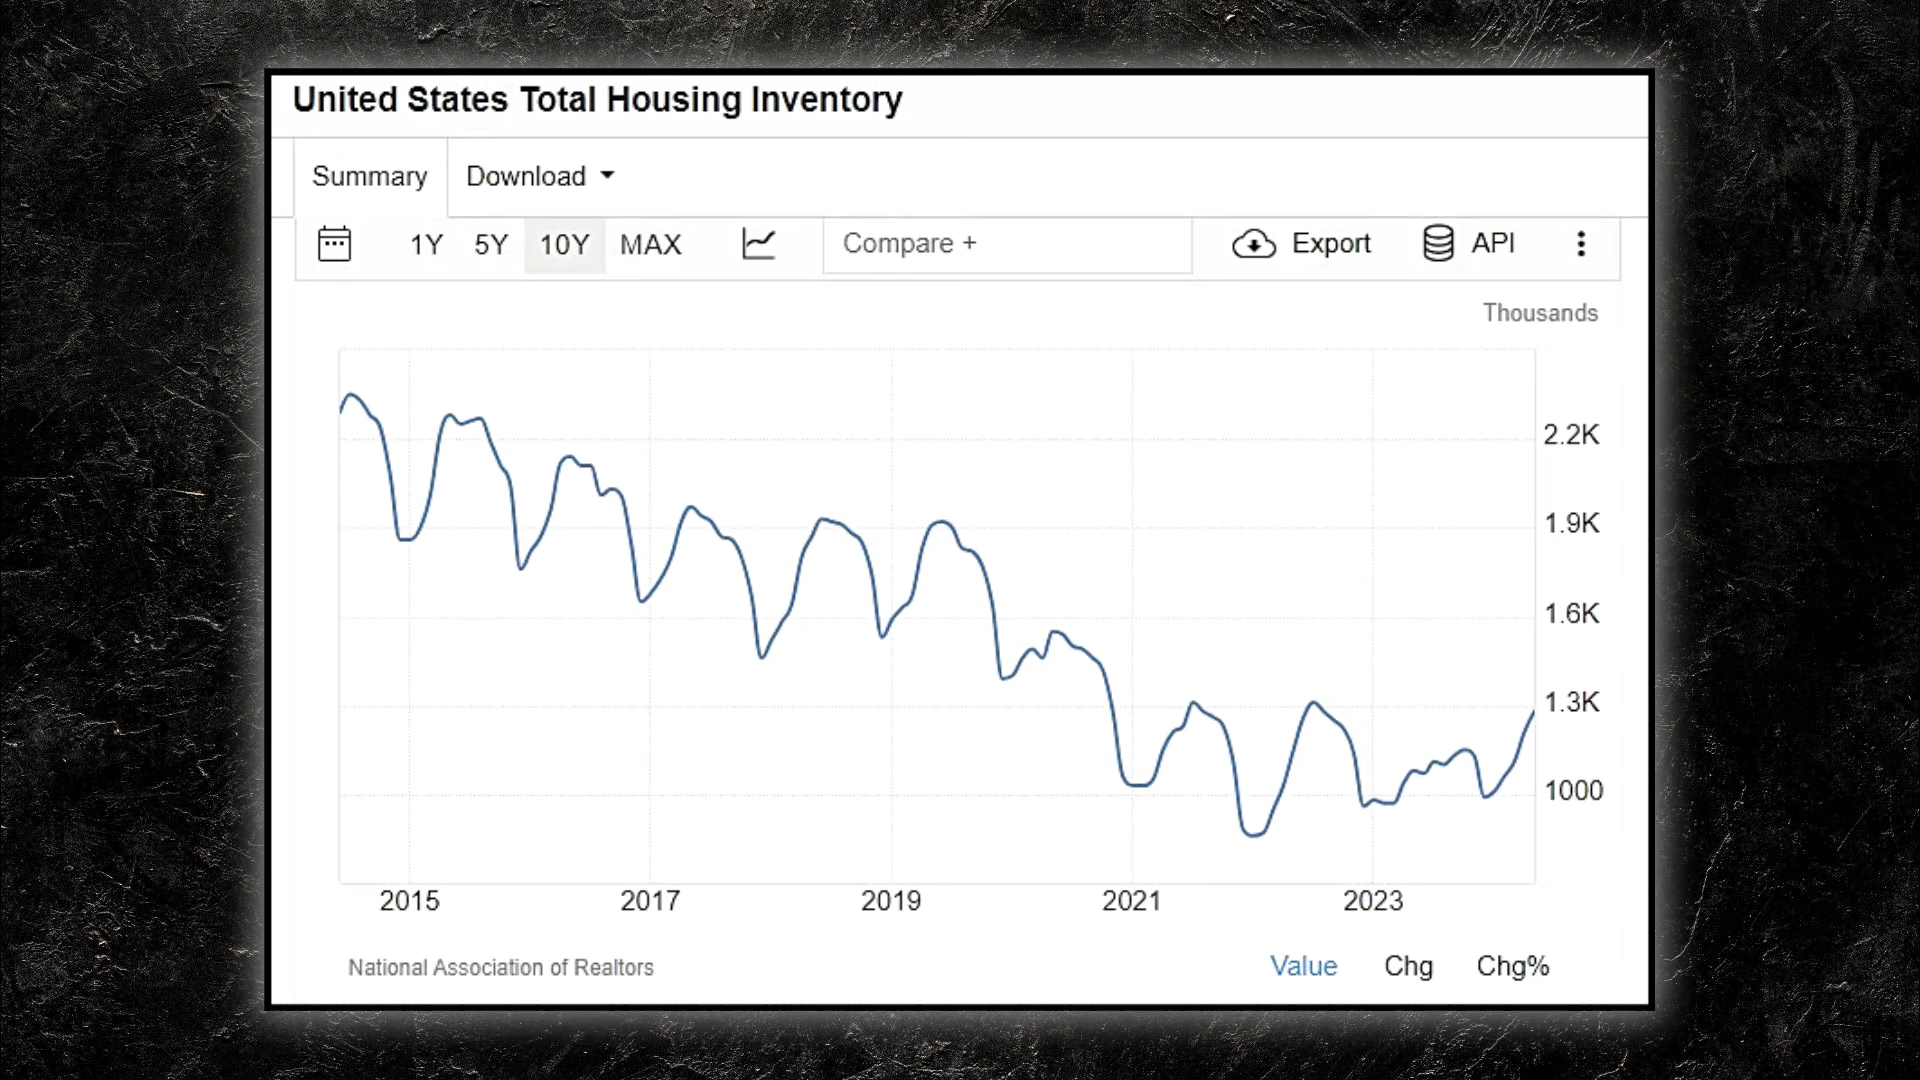 United States Total Housing Inventory
Summary Download
1Y 5Y 10Y MAX Compare + Export API
Thousands
2.2K
1.9K
1.6K
1.3K
1000
2015 2017 2019 2021 2023
National Association of Realtors Value Chg Chg%